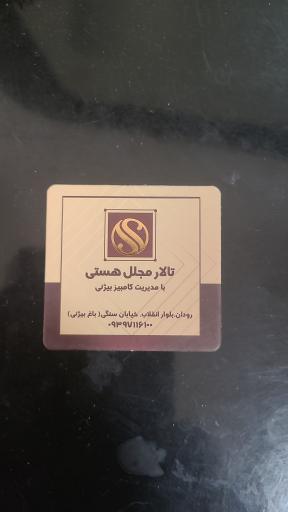 تالار مجلل هستی
با مدیریت کامبیز بیژنی
رودان، بلوار انقلاب، خیابان سنگی( باغ بیژنی)
۰۹۳۹۷۱۱۶۱۰۰